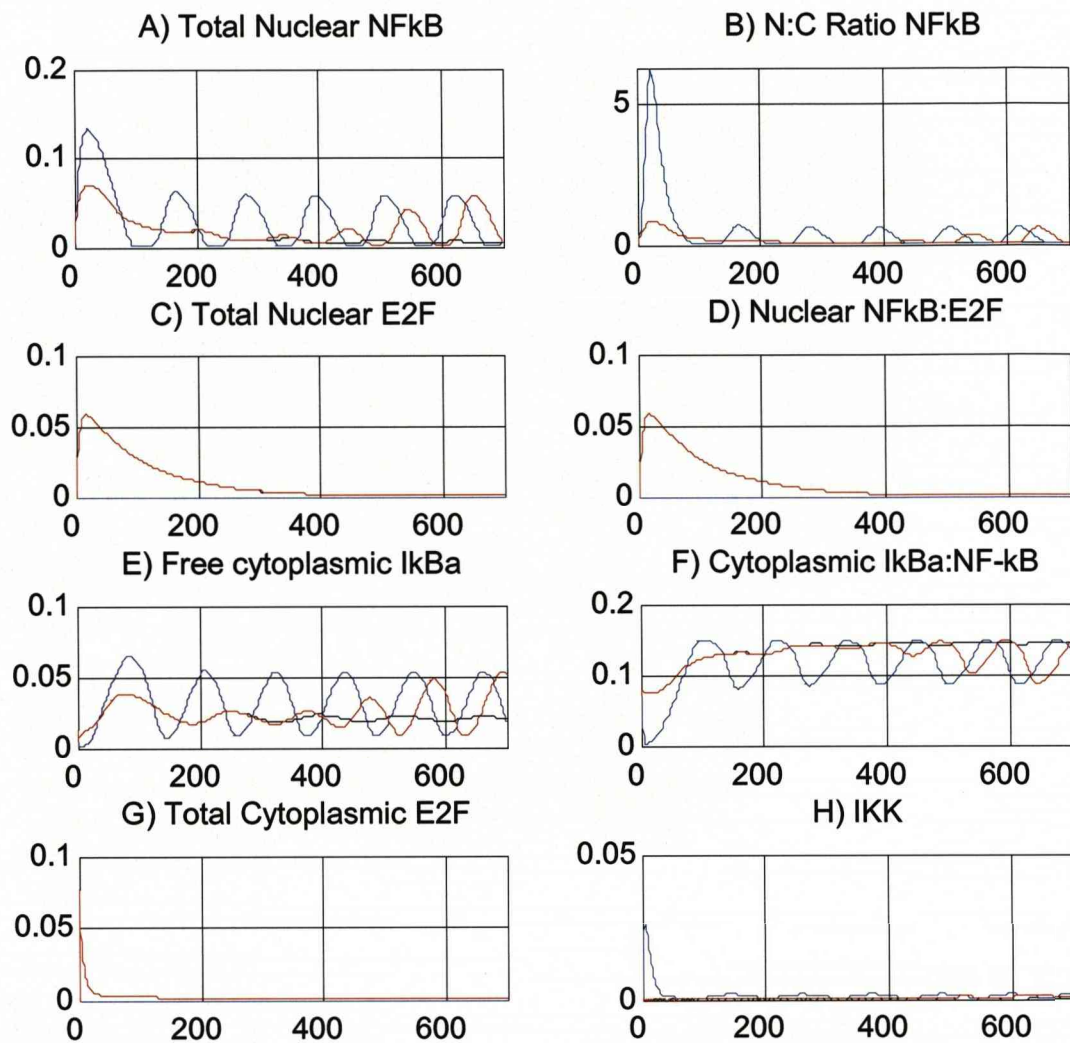 A) Total Nuclear NFkB
0.2
0.1
0
0 200 400 600
B) N:C Ratio NFkB
5
0
0 200 400 600
C) Total Nuclear E2F
0.1
0.05
0
0 200 400 600
D) Nuclear NFkB:E2F
0.1
0.05
0
0 200 400 600
E) Free cytoplasmic IkBa
0.1
0.05
0
0 200 400 600
F) Cytoplasmic IkBa:NF-kB
0.2
0.1
0
0 200 400 600
G) Total Cytoplasmic E2F
0.1
0.05
0
0 200 400 600
H) IKK
0.05
0
0 200 400 600